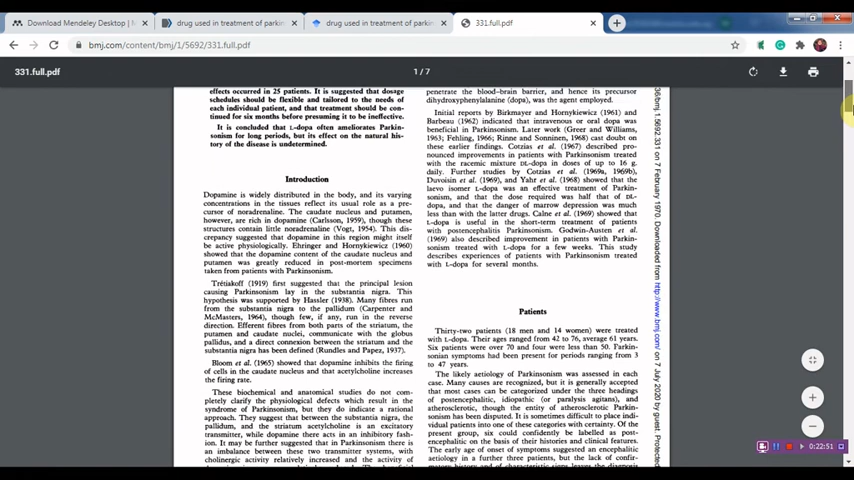 Download Mendeley Desktop | M
drug used in treatment of parkin
drug used in treatment of parkin
331.full.pdf
bmj.com/content/bmj/1/5692/331.full.pdf
331.full.pdf
1 / 7
effects occurred in 25 patients. It is suggested that dosage
schedules should be flexible and tailored to the needs of
each individual patient, and that treatment should be con-
tinued for six months before presuming it to be ineffective.
It is concluded that L-dopa often ameliorates Parkin-
sonism for long periods, but its effect on the natural his-
tory of the disease is undetermined.
Introduction
Dopamine is widely distributed in the body, and its varying
concentrations in the tissues reflect its usual role as a pre-
cursor of noradrenaline. The caudate nucleus and putamen,
however, are rich in dopamine (Carlsson, 1959), though these
structures contain little noradrenaline (Vogt, 1954). This dis-
crepancy suggested that dopamine in this region might itself
be active physiologically. Ehringer and Hornykiewicz (1960)
showed that the dopamine content of the caudate nucleus and
putamen was greatly reduced in post-mortem specimens
taken from patients with Parkinsonism.
Trétiakoff (1919) first suggested that the principal lesion
causing Parkinsonism lay in the substantia nigra. This
hypothesis was supported by Hassler (1938). Many fibres run
from the substantia nigra to the pallidum (Carpenter and
McMasters, 1964), though few, if any, run in the reverse
direction. Efferent fibres from both parts of the striatum, the
putamen and caudate nuclei, communicate with the globus
pallidus, and a direct connexion between the striatum and the
substantia nigra has been defined (Rundles and Papez, 1937).
Bloom et al. (1965) showed that dopamine inhibits the firing
of cells in the caudate nucleus and that acetylcholine increases
the firing rate.
These biochemical and anatomical studies do not com-
pletely clarify the physiological defects which result in the
syndrome of Parkinsonism, but they do indicate a rational
approach. They suggest that between the substantia nigra, the
pallidum, and the striatum acetylcholine is an excitatory
transmitter, while dopamine there acts in an inhibitory fash-
ion. It may be further suggested that in Parkinsonism there is
an imbalance between these two transmitter systems, with
cholinergic activity relatively increased and the activity of
penetrate the blood-brain barrier, and hence its precursor
dihydroxyphenylalanine (dopa), was the agent employed.
Initial reports by Birkmayer and Hornykiewicz (1961) and
Barbeau (1962) indicated that intravenous or oral dopa was
beneficial in Parkinsonism. Later work (Greer and Williams,
1963; Fehling, 1966; Rinne and Sonninen, 1968) cast doubt on
these earlier findings. Cotzias et al. (1967) described pro-
nounced improvements in patients with Parkinsonism treated
with the racemic mixture DL-dopa in doses of up to 16 g.
daily. Further studies by Cotzias et al. (1969a, 1969b),
Duvoisin et al. (1969), and Yahr et al. (1968) showed that the
laevo isomer L-dopa was an effective treatment of Parkin-
sonism, and that the dose required was half that of DL-
dopa, and that the danger of marrow depression was much
less than with the latter drugs. Calne et al. (1969) showed that
L-dopa is useful in the short-term treatment of patients
with postencephalitic Parkinsonism. Godwin-Austen et al.
(1969) also described improvement in patients with Parkin-
sonism treated with L-dopa for a few weeks. This study
describes experiences of patients with Parkinsonism treated
with L-dopa for several months.
Patients
Thirty-two patients (18 men and 14 women) were treated
with L-dopa. Their ages ranged from 42 to 76, average 61 years.
Six patients were over 70 and four were less than 50. Parkin-
sonian symptoms had been present for periods ranging from 3
to 47 years.
The likely aetiology of Parkinsonism was assessed in each
case. Many causes are recognized, but it is generally accepted
that most cases can be categorized under the three headings
of postencephalitic, idiopathic (or paralysis agitans), and
atherosclerotic, though the entity of atherosclerotic Parkin-
sonism has been disputed. It is sometimes difficult to place indi-
vidual patients into one of these categories with certainty. Of the
present group, six could confidently be labelled as post-
encephalitic on the basis of their histories and clinical features.
The early age of onset of symptoms suggested an encephalitic
aetiology in a further three patients, but the lack of confir-
36/bmj.1.5692.331 on 7 February 1970. Downloaded from http://www.bmj.com/ on 7 July 2020 by guest. Protected
0:22:51